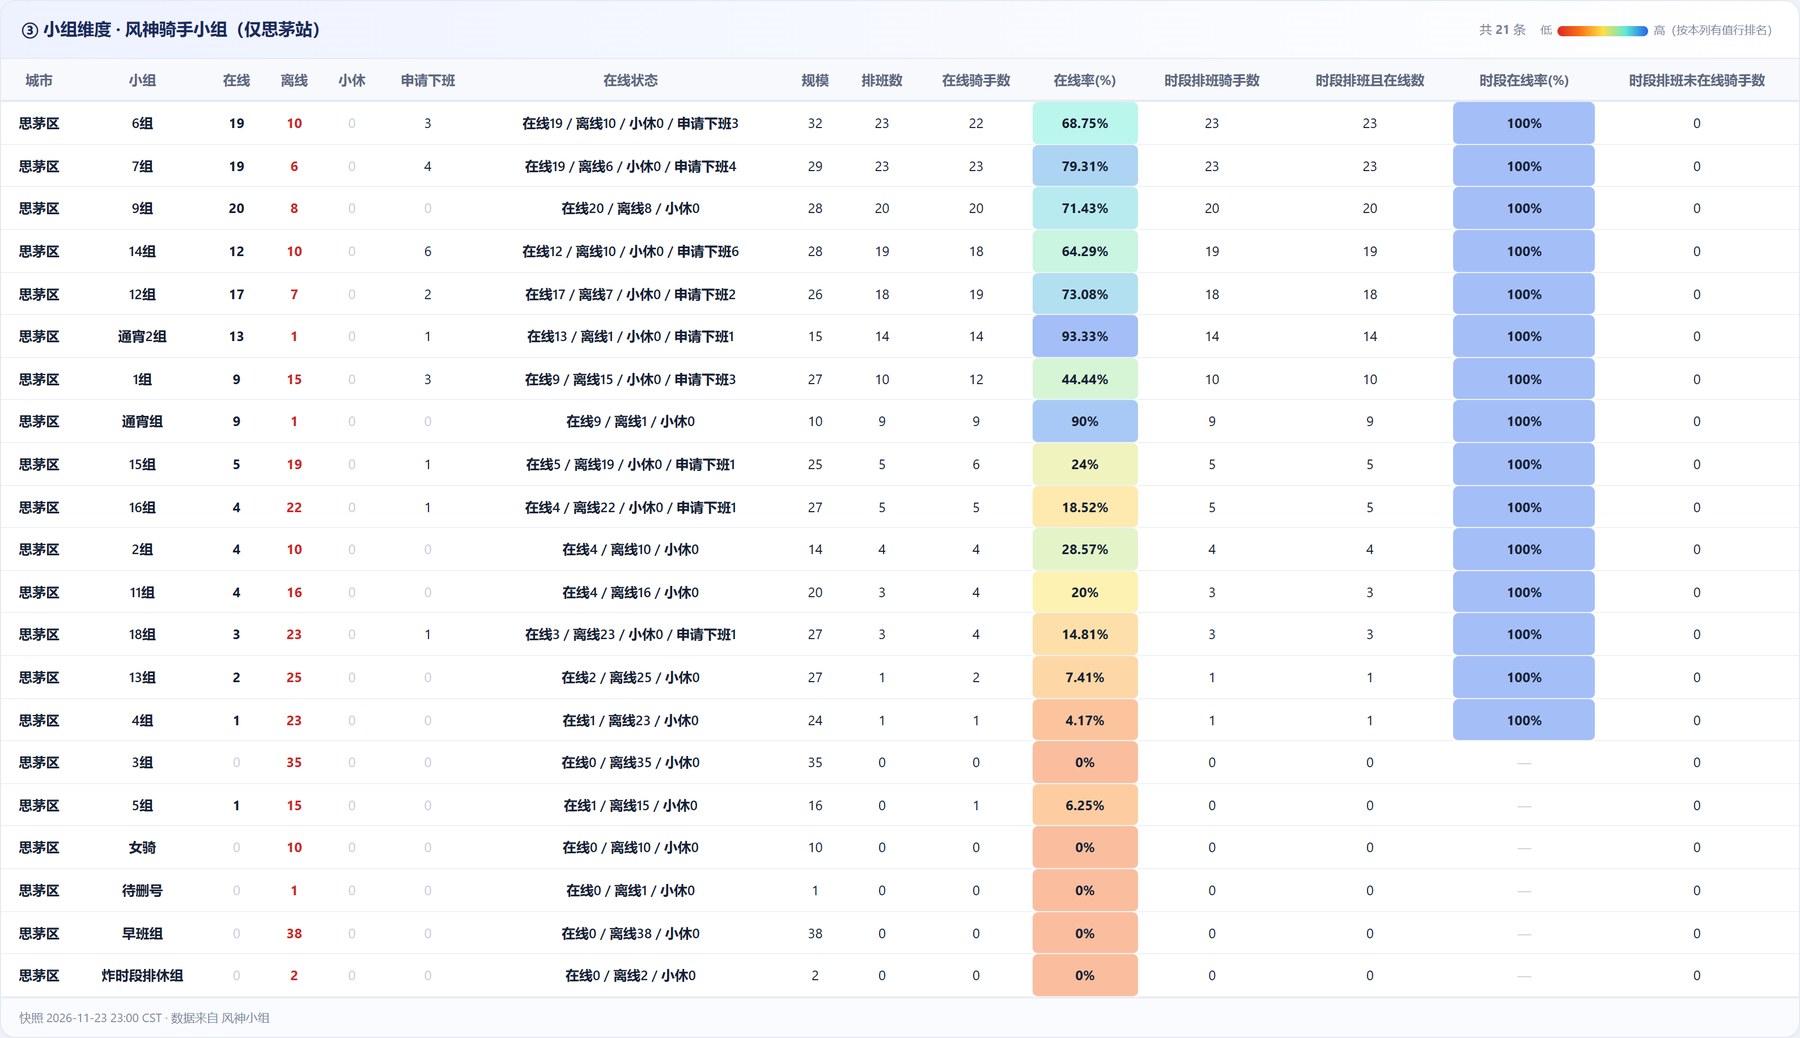 ③ 小组维度 · 风神骑手小组（仅思茅站）
共 21 条 低 高 (按本列有值行排名)
城市 小组 在线 离线 小休 申请下班 在线状态 规模 排班数 在线骑手数 在线率(%) 时段排班骑手数 时段排班且在线数 时段在线率(%) 时段排班未在线骑手数
思茅区 6组 19 10 0 3 在线19 / 离线10 / 小休0 / 申请下班3 32 23 22 68.75% 23 23 100% 0
思茅区 7组 19 6 0 4 在线19 / 离线6 / 小休0 / 申请下班4 29 23 23 79.31% 23 23 100% 0
思茅区 9组 20 8 0 0 在线20 / 离线8 / 小休0 28 20 20 71.43% 20 20 100% 0
思茅区 14组 12 10 0 6 在线12 / 离线10 / 小休0 / 申请下班6 28 19 18 64.29% 19 19 100% 0
思茅区 12组 17 7 0 2 在线17 / 离线7 / 小休0 / 申请下班2 26 18 19 73.08% 18 18 100% 0
思茅区 通宵2组 13 1 0 1 在线13 / 离线1 / 小休0 / 申请下班1 15 14 14 93.33% 14 14 100% 0
思茅区 1组 9 15 0 3 在线9 / 离线15 / 小休0 / 申请下班3 27 10 12 44.44% 10 10 100% 0
思茅区 通宵组 9 1 0 0 在线9 / 离线1 / 小休0 10 9 9 90% 9 9 100% 0
思茅区 15组 5 19 0 1 在线5 / 离线19 / 小休0 / 申请下班1 25 5 6 24% 5 5 100% 0
思茅区 16组 4 22 0 1 在线4 / 离线22 / 小休0 / 申请下班1 27 5 5 18.52% 5 5 100% 0
思茅区 2组 4 10 0 0 在线4 / 离线10 / 小休0 14 4 4 28.57% 4 4 100% 0
思茅区 11组 4 16 0 0 在线4 / 离线16 / 小休0 20 3 4 20% 3 3 100% 0
思茅区 18组 3 23 0 1 在线3 / 离线23 / 小休0 / 申请下班1 27 3 4 14.81% 3 3 100% 0
思茅区 13组 2 25 0 0 在线2 / 离线25 / 小休0 27 1 2 7.41% 1 1 100% 0
思茅区 4组 1 23 0 0 在线1 / 离线23 / 小休0 24 1 1 4.17% 1 1 100% 0
思茅区 3组 0 35 0 0 在线0 / 离线35 / 小休0 35 0 0 0% 0 0 — 0
思茅区 5组 1 15 0 0 在线1 / 离线15 / 小休0 16 0 1 6.25% 0 0 — 0
思茅区 女骑 0 10 0 0 在线0 / 离线10 / 小休0 10 0 0 0% 0 0 — 0
思茅区 待删号 0 1 0 0 在线0 / 离线1 / 小休0 1 0 0 0% 0 0 — 0
思茅区 早班组 0 38 0 0 在线0 / 离线38 / 小休0 38 0 0 0% 0 0 — 0
思茅区 炸时段排休组 0 2 0 0 在线0 / 离线2 / 小休0 2 0 0 0% 0 0 — 0
快照 2026-11-23 23:00 CST · 数据来自 风神小组